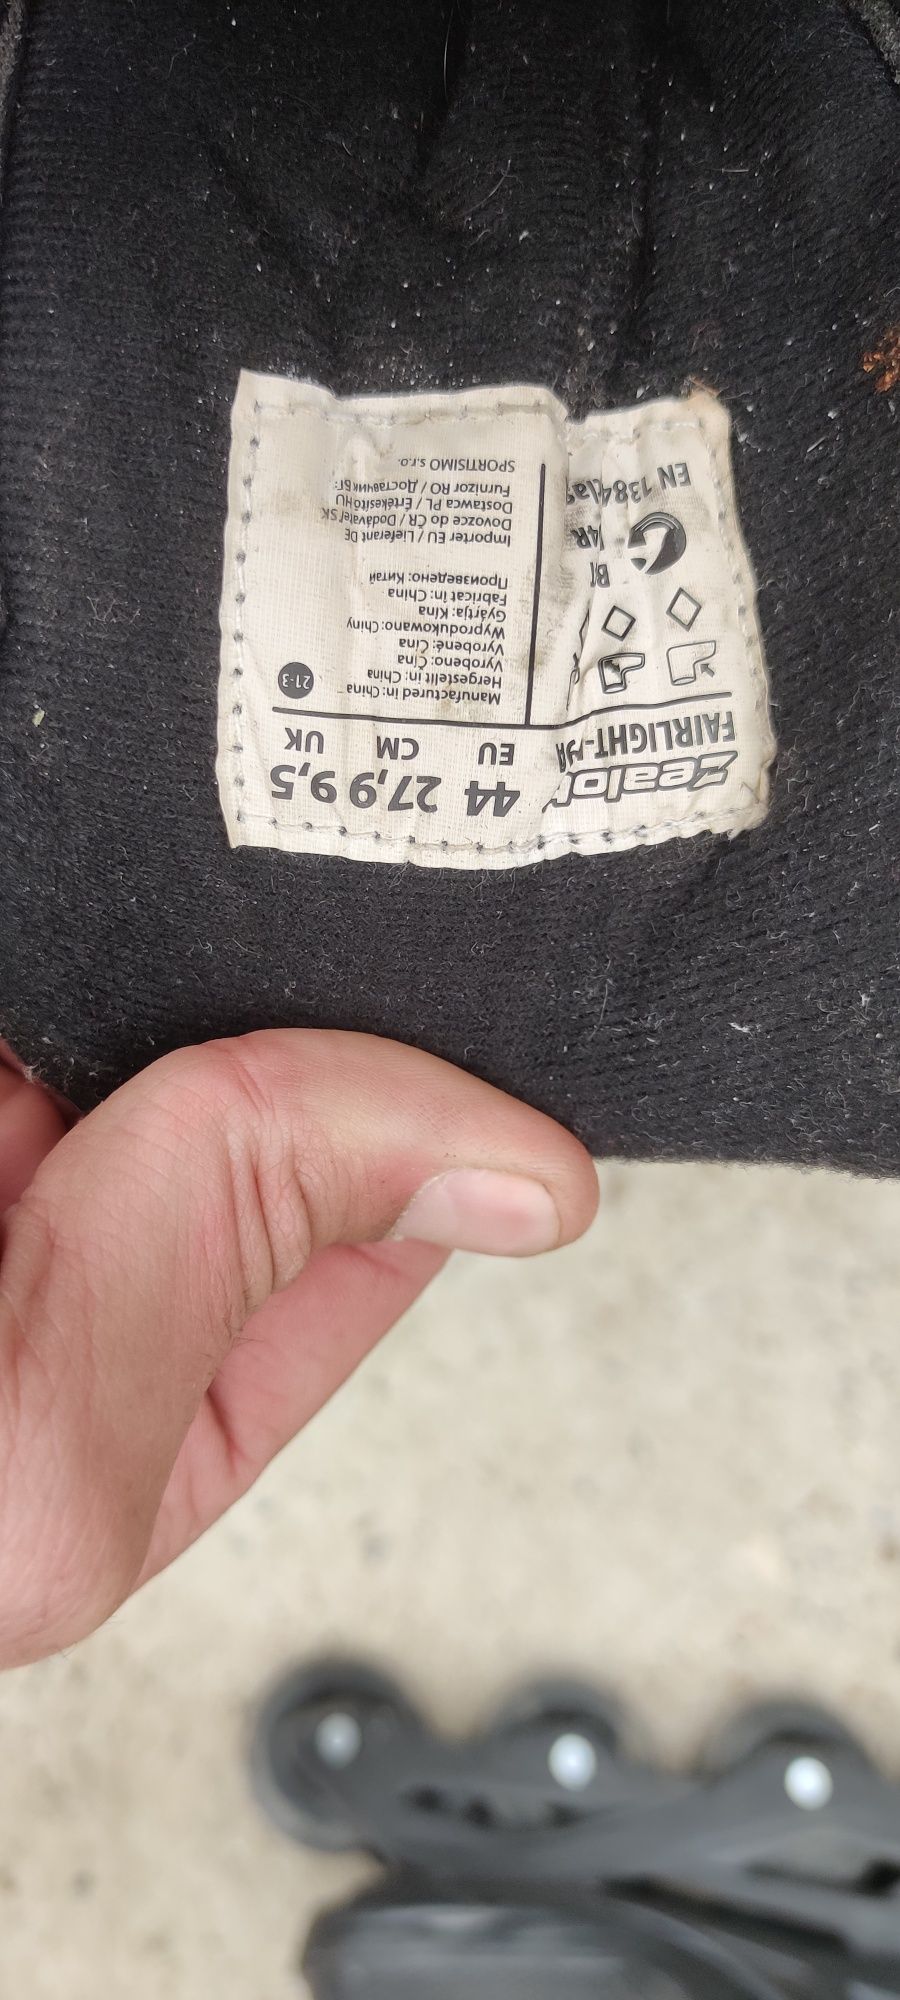 Zealot
FAIRLIGHT
44 27,9 9,5
EU CM UK
Manufactured in: China
Hergestellt in: China
Vyrobeno: Čína
Vyrobené: Čína
Wyprodukowano: Chiny
Gyártja: Kína
Fabricat in: China
Произведено: Китай
21-3
Importer EU / Lieferant DE
Dovozce do ČR / Dodávateľ SK
Dostawca PL / Értékesítő HU
Furnizor RO / Доставчик БГ:
SPORTISIMO s.r.o.
EN 13843